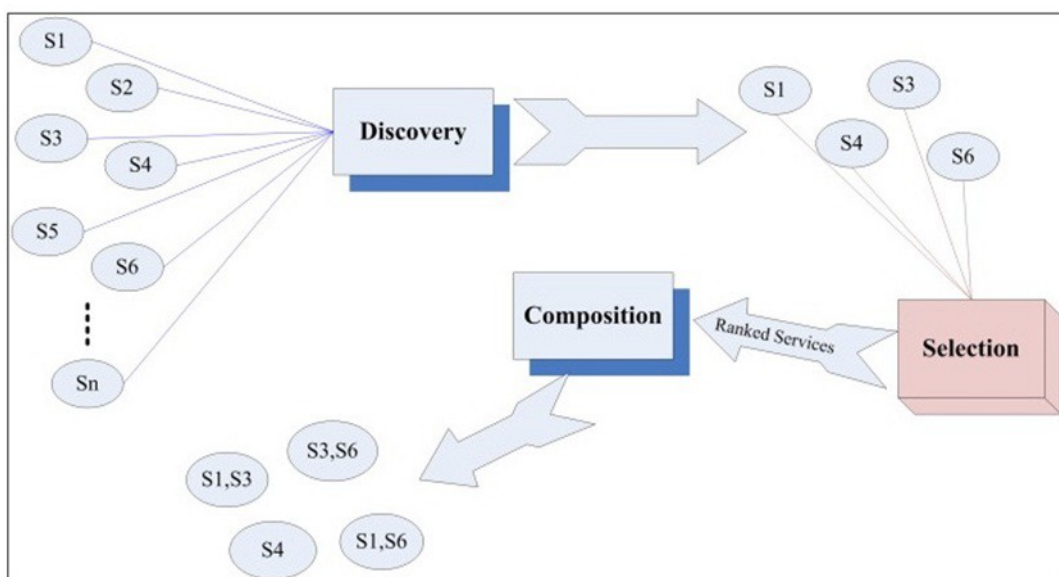 S1
S2
S3
S4
S5
S6
Sn
Discovery
S1
S3
S4
S6
Selection
Ranked Services
Composition
S3,S6
S1,S3
S4
S1,S6